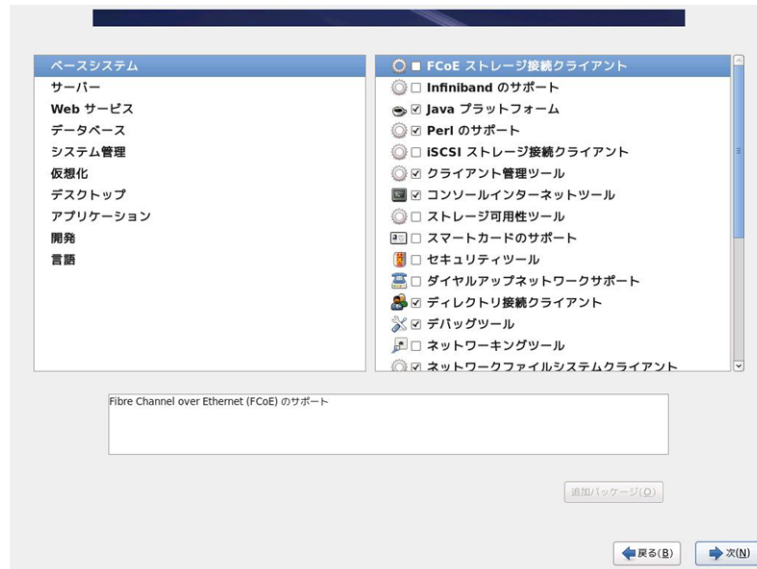 ベースシステム
サーバー
Web サービス
データベース
システム管理
仮想化
デスクトップ
アプリケーション
開発
言語
FCoE ストレージ接続クライアント
Infiniband のサポート
Java プラットフォーム
Perl のサポート
iSCSI ストレージ接続クライアント
クライアント管理ツール
コンソールインターネットツール
ストレージ可用性ツール
スマートカードのサポート
セキュリティツール
ダイヤルアップネットワークサポート
ディレクトリ接続クライアント
デバッグツール
ネットワーキングツール
ネットワークファイルシステムクライアント
Fibre Channel over Ethernet (FCoE) のサポート
追加パッケージ(O)
戻る(B)
次(N)